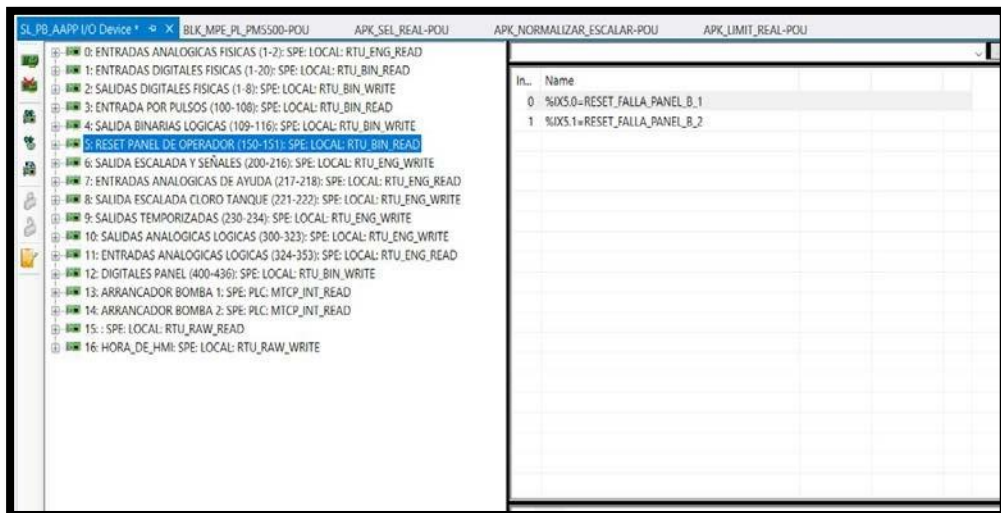 SL_PB_AAPP I/O Device * BLK_MPE_PL_PM5500-POU APK_SEL_REAL-POU APK_NORMALIZAR_ESCALAR-POU APK_LIMIT_REAL-POU
0: ENTRADAS ANALOGICAS FISICAS (1-2): SPE: LOCAL: RTU_ENG_READ
1: ENTRADAS DIGITALES FISICAS (1-20): SPE: LOCAL: RTU_BIN_READ
2: SALIDAS DIGITALES FISICAS (1-8): SPE: LOCAL: RTU_BIN_WRITE
3: ENTRADA POR PULSOS (100-108): SPE: LOCAL: RTU_BIN_READ
4: SALIDA BINARIAS LOGICAS (109-116): SPE: LOCAL: RTU_BIN_WRITE
5: RESET PANEL DE OPERADOR (150-151): SPE: LOCAL: RTU_BIN_READ
6: SALIDA ESCALADA Y SEÑALES (200-216): SPE: LOCAL: RTU_ENG_WRITE
7: ENTRADAS ANALOGICAS DE AYUDA (217-218): SPE: LOCAL: RTU_ENG_READ
8: SALIDA ESCALADA CLORO TANQUE (221-222): SPE: LOCAL: RTU_ENG_WRITE
9: SALIDAS TEMPORIZADAS (230-234): SPE: LOCAL: RTU_ENG_WRITE
10: SALIDAS ANALOGICAS LOGICAS (300-323): SPE: LOCAL: RTU_ENG_WRITE
11: ENTRADAS ANALOGICAS LOGICAS (324-353): SPE: LOCAL: RTU_ENG_READ
12: DIGITALES PANEL (400-436): SPE: LOCAL: RTU_BIN_WRITE
13: ARRANCADOR BOMBA 1: SPE: PLC: MTCP_INT_READ
14: ARRANCADOR BOMBA 2: SPE: PLC: MTCP_INT_READ
15: : SPE: LOCAL: RTU_RAW_READ
16: HORA_DE_HMI: SPE: LOCAL: RTU_RAW_WRITE
In... Name
0 %IX5.0=RESET_FALLA_PANEL_B_1
1 %IX5.1=RESET_FALLA_PANEL_B_2